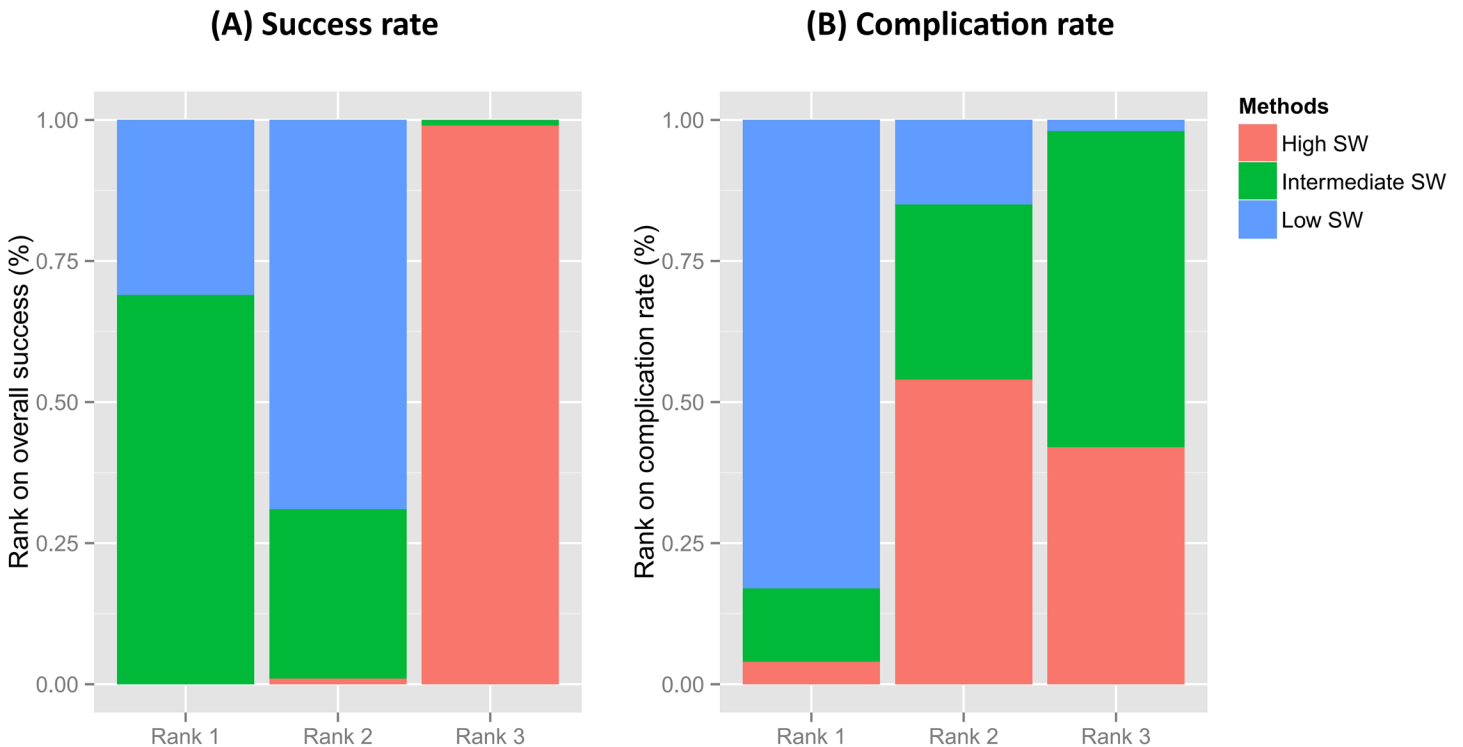 (A) Success rate
(B) Complication rate
Rank on overall success (%)
1.00
0.75
0.50
0.25
0.00
Rank 1
Rank 2
Rank 3
Rank on complication rate (%)
1.00
0.75
0.50
0.25
0.00
Rank 1
Rank 2
Rank 3
Methods
High SW
Intermediate SW
Low SW